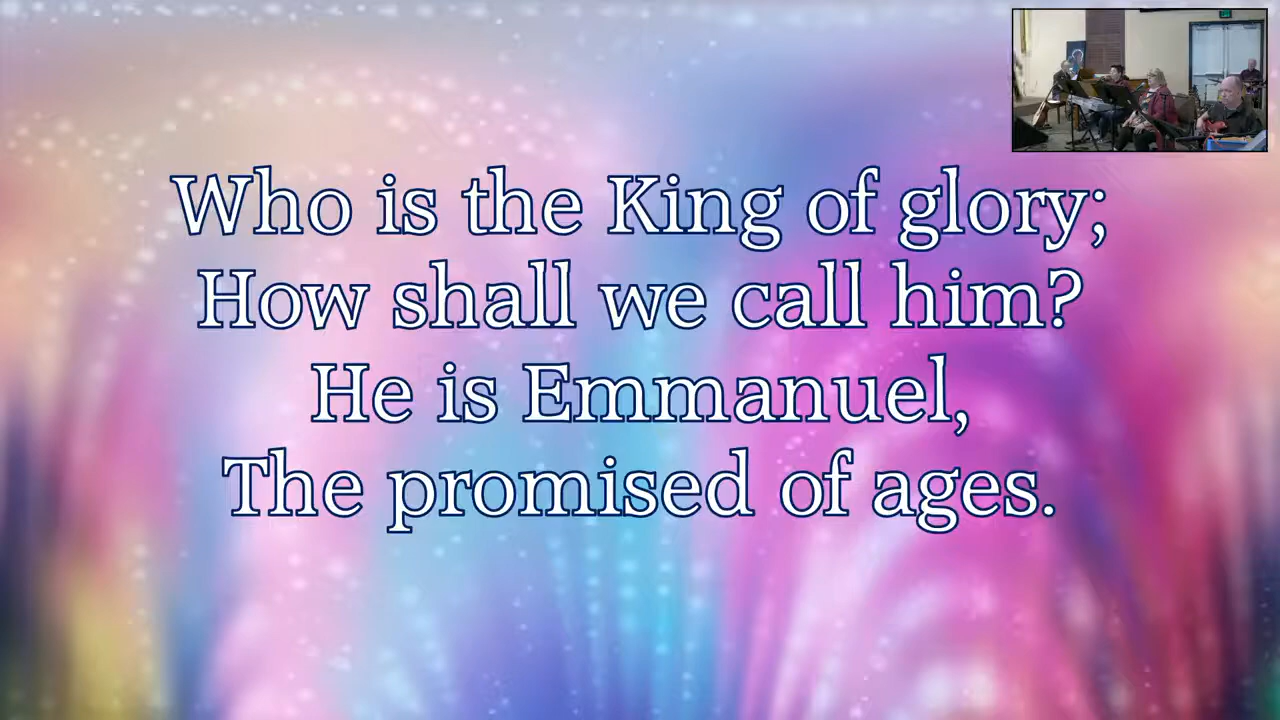 Who is the King of glory;
How shall we call him?
He is Emmanuel,
The promised of ages.